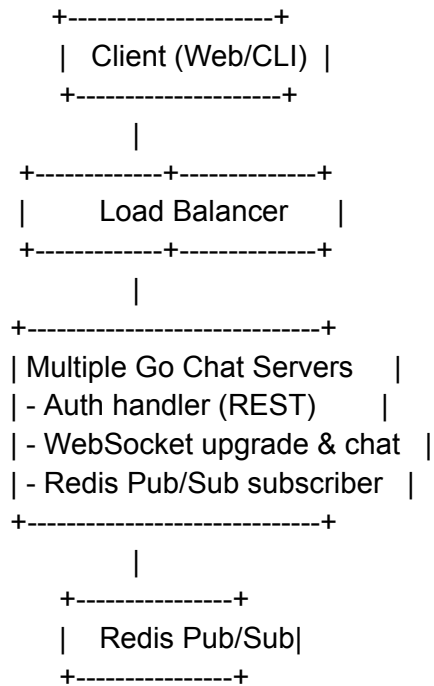 +--------------------+
| Client (Web/CLI) |
+---------------------+
|
+-------------+--------------+
| Load Balancer |
+-------------+--------------+
|
+------------------------------+
| Multiple Go Chat Servers |
| - Auth handler (REST) |
| - WebSocket upgrade & chat |
| - Redis Pub/Sub subscriber |
+------------------------------+
|
+----------------+
| Redis Pub/Sub|
+----------------+